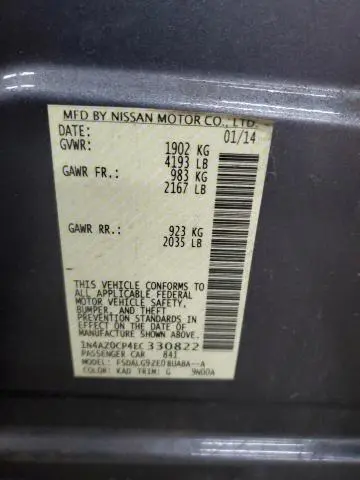 MFD BY NISSAN MOTOR CO., LTD.
DATE: 01/14
GVWR: 1902 KG
4193 LB
GAWR FR.: 983 KG
2167 LB
GAWR RR.: 923 KG
2035 LB
THIS VEHICLE CONFORMS TO
ALL APPLICABLE FEDERAL
MOTOR VEHICLE SAFETY,
BUMPER, AND THEFT
PREVENTION STANDARDS
IN EFFECT ON THE DATE
OF MANUFACTURE SHOWN
ABOVE.
1N4AZ0CP4EC330822
PASSENGER CAR 841
MODEL: FSDALG9ZE0BUABA--A
COLOR: KAD TRIM: G 9N00A